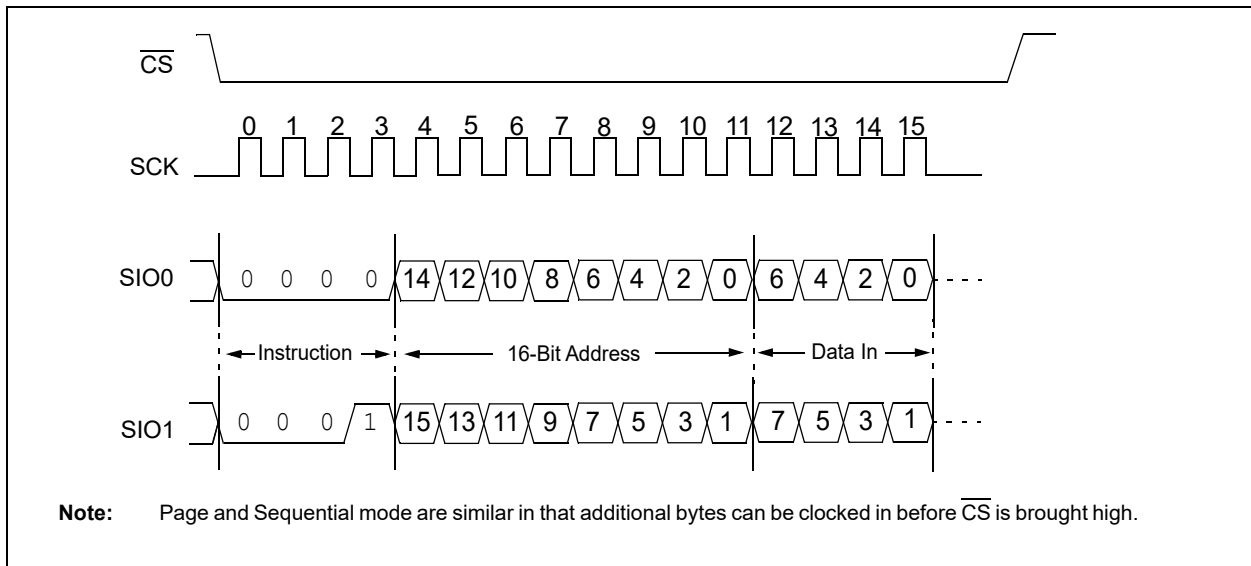 CS
0 1 2 3 4 5 6 7 8 9 10 11 12 13 14 15
SCK
SIO0 0 0 0 0 14 12 10 8 6 4 2 0 6 4 2 0
Instruction 16-Bit Address Data In
SIO1 0 0 0 1 15 13 11 9 7 5 3 1 7 5 3 1
Note: Page and Sequential mode are similar in that additional bytes can be clocked in before CS is brought high.